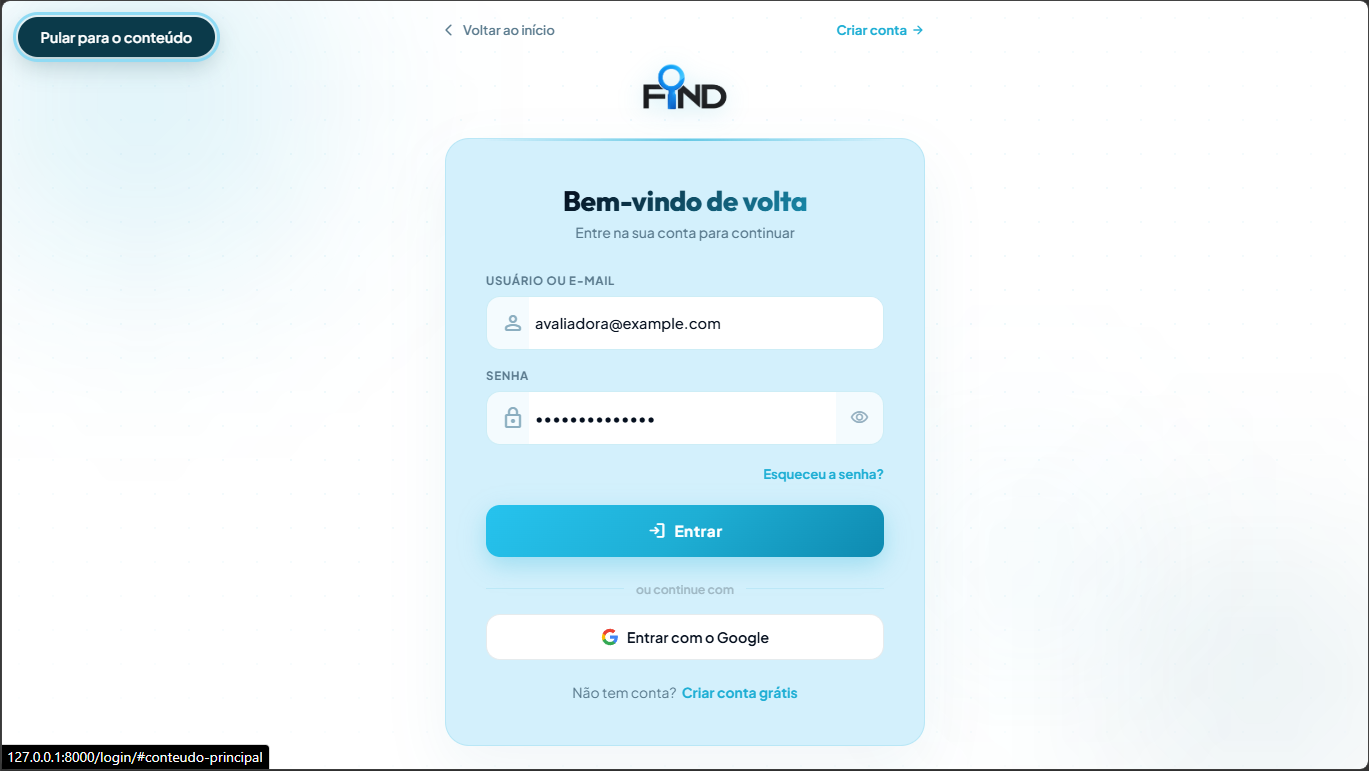 Pular para o conteúdo
Voltar ao início
Criar conta →
FIND
Bem-vindo de volta
Entre na sua conta para continuar
USUÁRIO OU E-MAIL
avaliadora@example.com
SENHA
••••••••••••••
Esqueceu a senha?
Entrar
ou continue com
Entrar com o Google
Não tem conta? Criar conta grátis
127.0.0.1:8000/login/#conteudo-principal